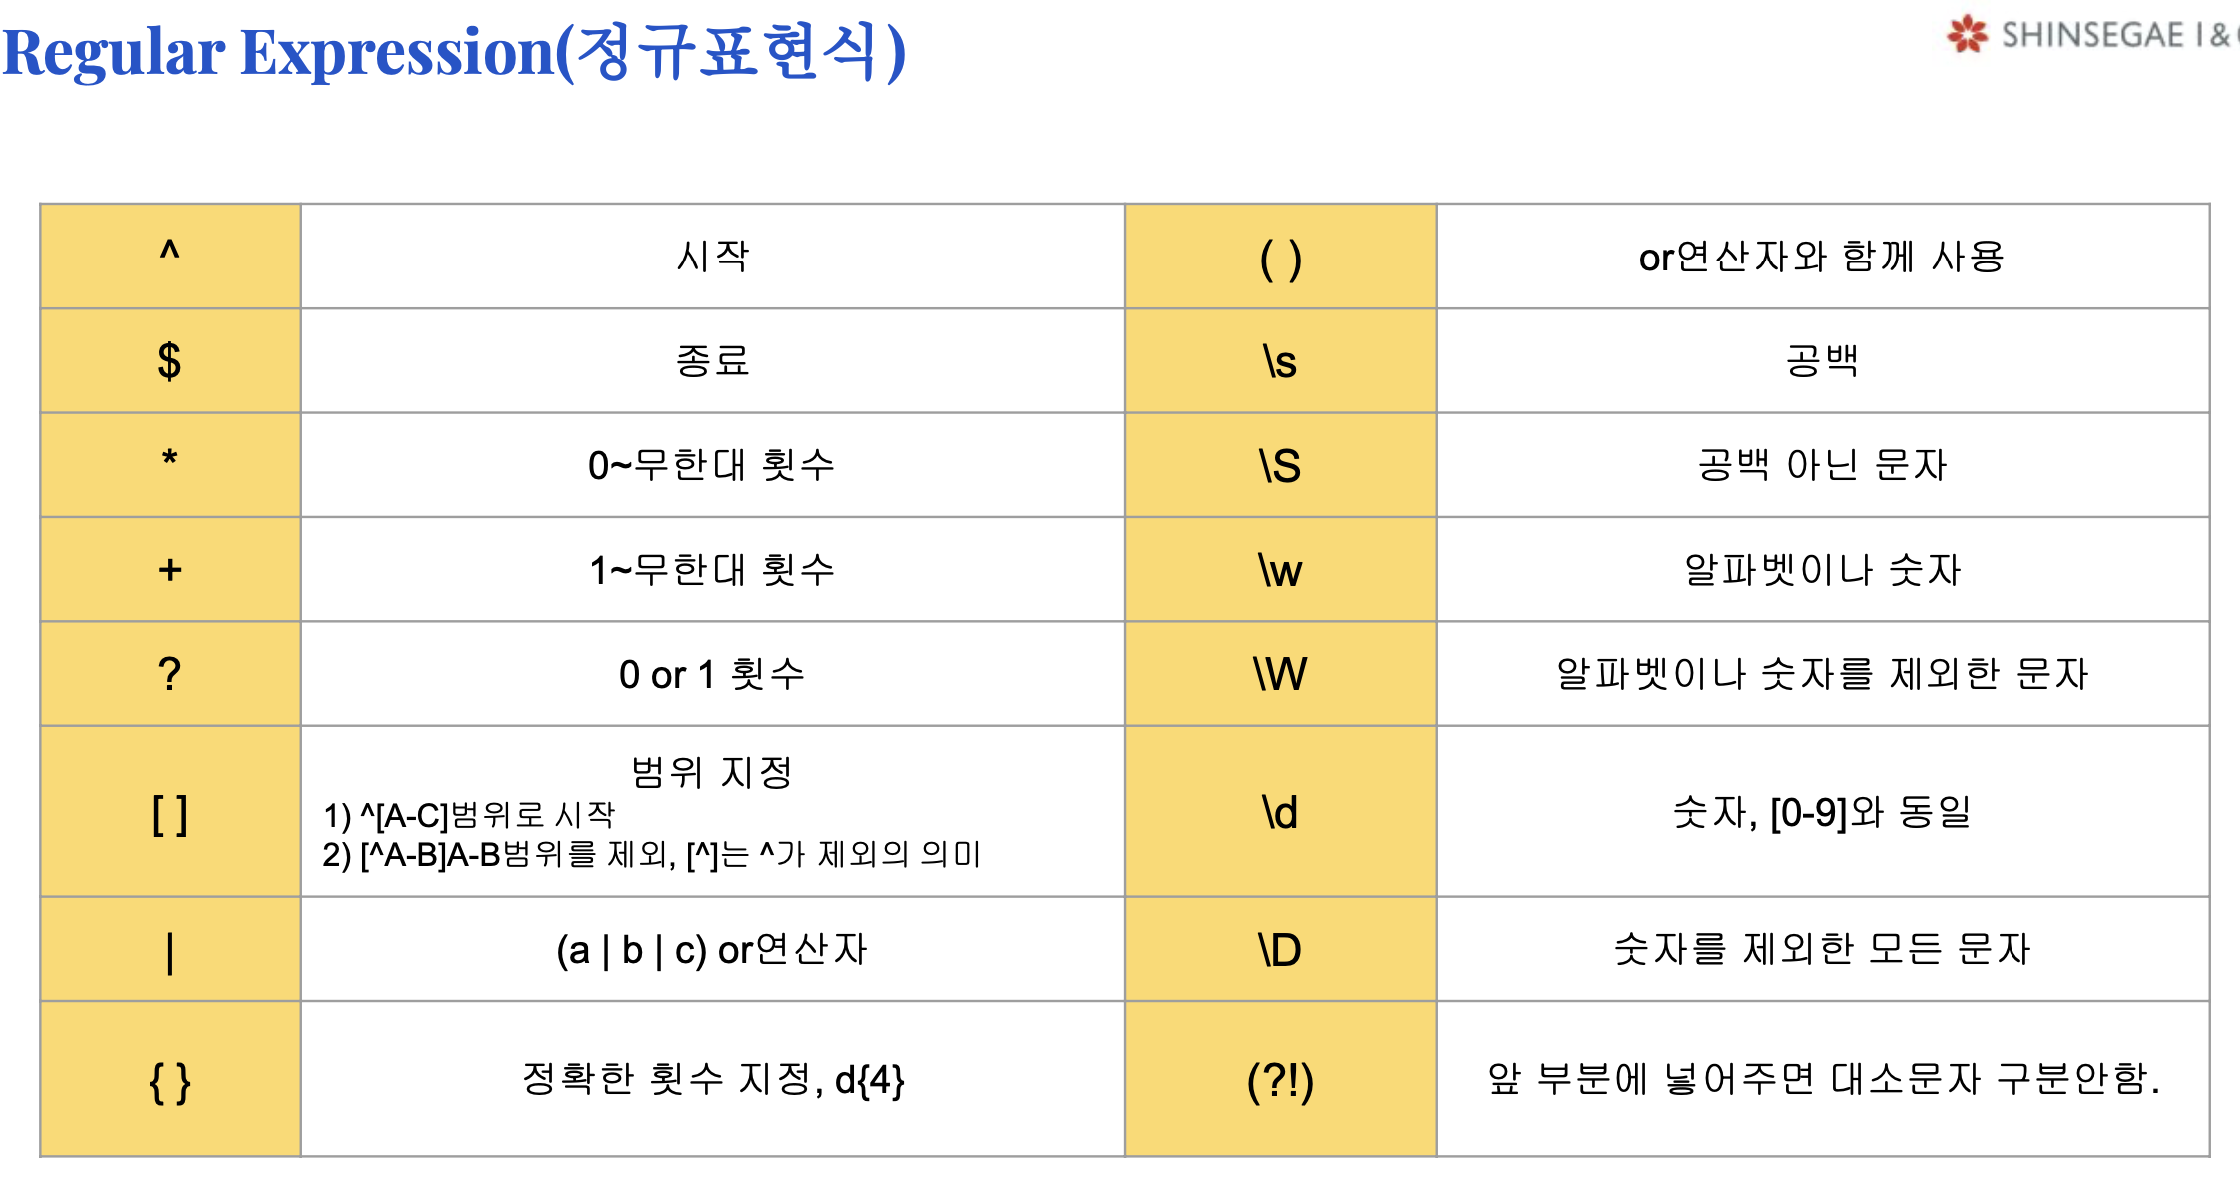 Regular Expression(정규표현식)
SHINSEGAE I&
^ 시작 ( ) or연산자와 함께 사용
$ 종료 \s 공백
* 0~무한대 횟수 \S 공백 아닌 문자
+ 1~무한대 횟수 \w 알파벳이나 숫자
? 0 or 1 횟수 \W 알파벳이나 숫자를 제외한 문자
[ ] 범위 지정
1) ^[A-C]범위로 시작
2) [^A-B]A-B범위를 제외, [^]는 ^가 제외의 의미
\d 숫자, [0-9]와 동일
| (a | b | c) or연산자 \D 숫자를 제외한 모든 문자
{ } 정확한 횟수 지정, d{4} (?!) 앞 부분에 넣어주면 대소문자 구분안함.